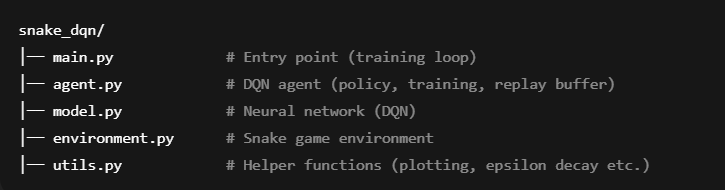 snake_dqn/
│── main.py # Entry point (training loop)
│── agent.py # DQN agent (policy, training, replay buffer)
│── model.py # Neural network (DQN)
│── environment.py # Snake game environment
│── utils.py # Helper functions (plotting, epsilon decay etc.)